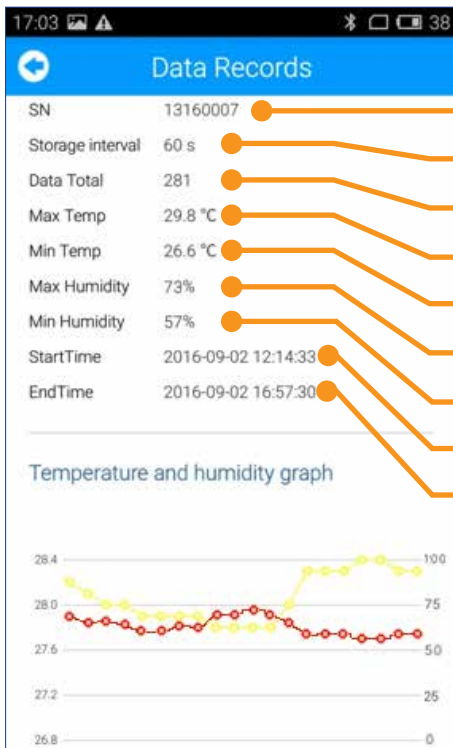 17:03 38
Data Records
SN 13160007
Storage interval 60 s
Data Total 281
Max Temp 29.8 °C
Min Temp 26.6 °C
Max Humidity 73%
Min Humidity 57%
StartTime 2016-09-02 12:14:33
EndTime 2016-09-02 16:57:30
Temperature and humidity graph
28.4 100
28.0 75
27.6 50
27.2 25
26.8 0